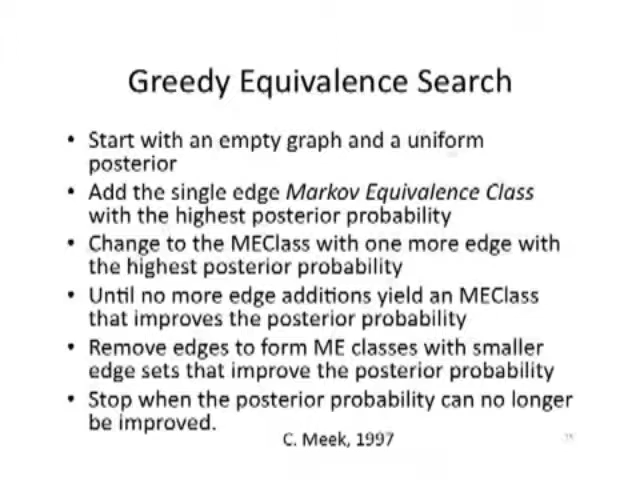 Greedy Equivalence Search
• Start with an empty graph and a uniform
posterior
• Add the single edge Markov Equivalence Class
with the highest posterior probability
• Change to the MEClass with one more edge with
the highest posterior probability
• Until no more edge additions yield an MEClass
that improves the posterior probability
• Remove edges to form ME classes with smaller
edge sets that improve the posterior probability
• Stop when the posterior probability can no longer
be improved.
C. Meek, 1997